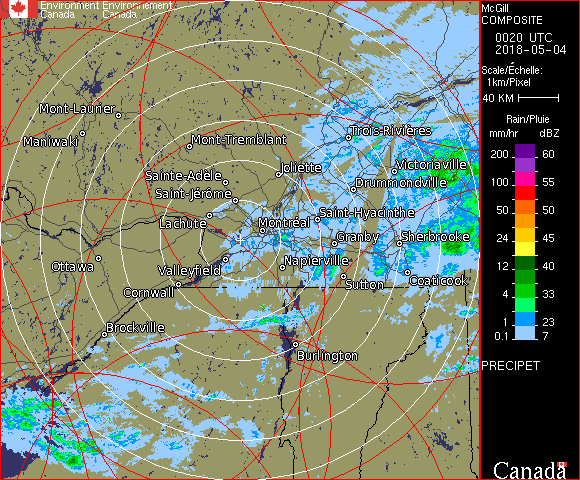 Environment Environnement
Canada Canada
McGill
COMPOSITE
0020 UTC
2018-05-04
Scale/Échelle:
1km/Pixel
40 KM
Rain/Pluie
mm/hr dBZ
200 60
100 55
50 50
24 45
12 40
4 33
1 23
0.1 7
PRECIPET
Canada
Mont-Laurier
Maniwaki
Mont-Tremblant
Trois-Rivières
Victoriaville
Joliette
Sainte-Adèle
Drummondville
Saint-Jérôme
Saint-Hyacinthe
Lachute
Montréal
Granby
Sherbrooke
Ottawa
Valleyfield
Napierville
Sutton
Coaticook
Cornwall
Brockville
Burlington